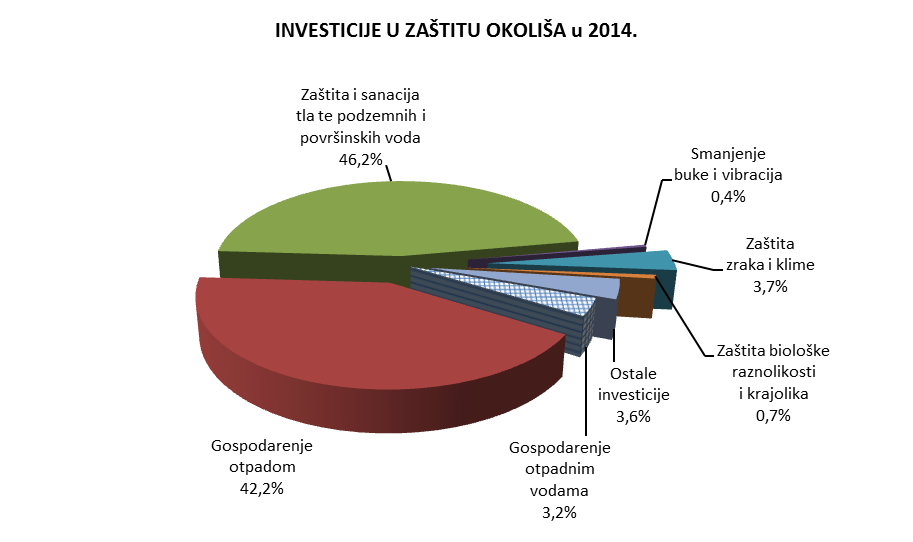 INVESTICIJE U ZAŠTITU OKOLIŠA u 2014.
Zaštita i sanacija
tla te podzemnih i
površinskih voda
46,2%
Smanjenje
buke i vibracija
0,4%
Zaštita
zraka i klime
3,7%
Zaštita biološke
raznolikosti
i krajolika
0,7%
Ostale
investicije
3,6%
Gospodarenje
otpadnim
vodama
3,2%
Gospodarenje
otpadom
42,2%